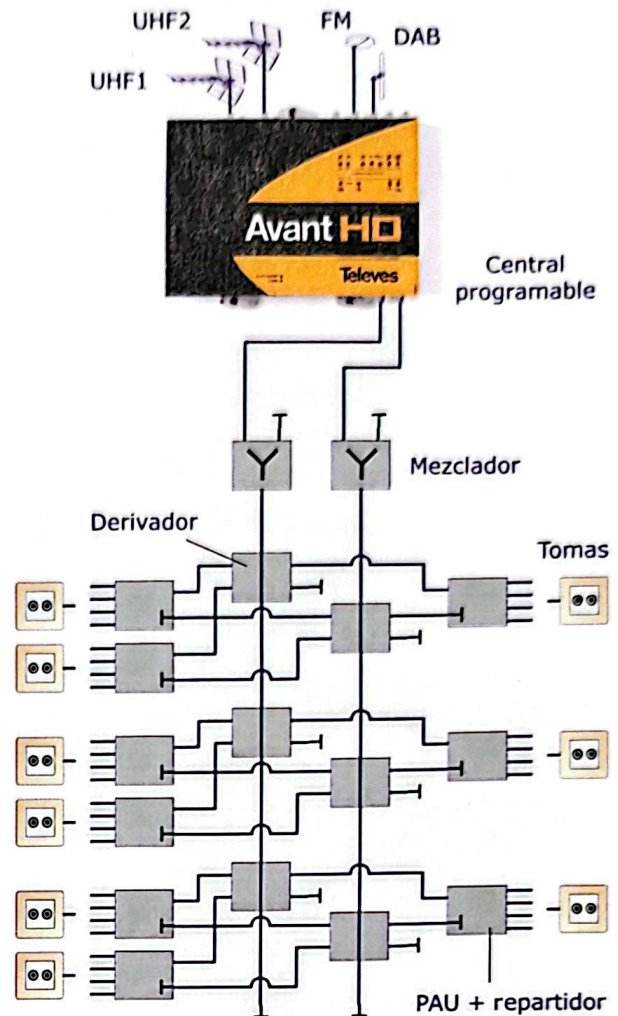 UHF2
FM
DAB
UHF1
Avant HD
Televes
Central
programable
Mezclador
Derivador
Tomas
PAU + repartidor